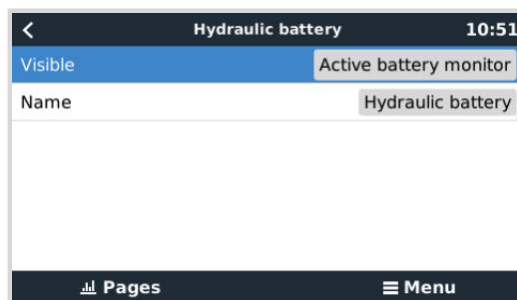 Hydraulic battery 10:51
Visible Active battery monitor
Name Hydraulic battery
Pages Menu